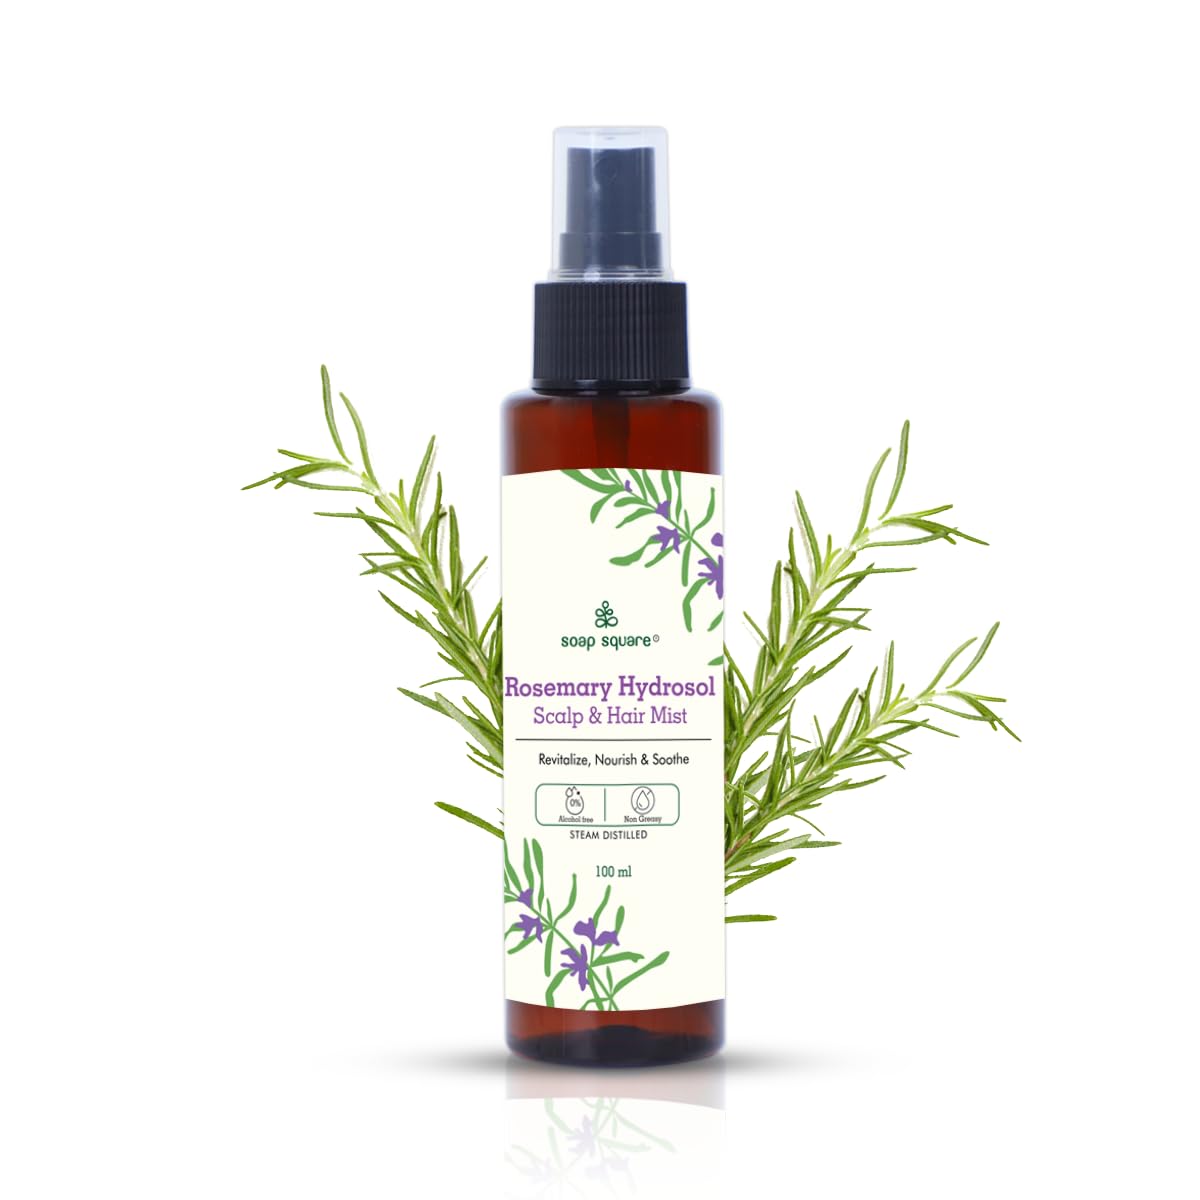 soap square®
Rosemary Hydrosol
Scalp & Hair Mist
Revitalize, Nourish & Soothe
0%
Alcohol free
Non Greasy
STEAM DISTILLED
100 ml